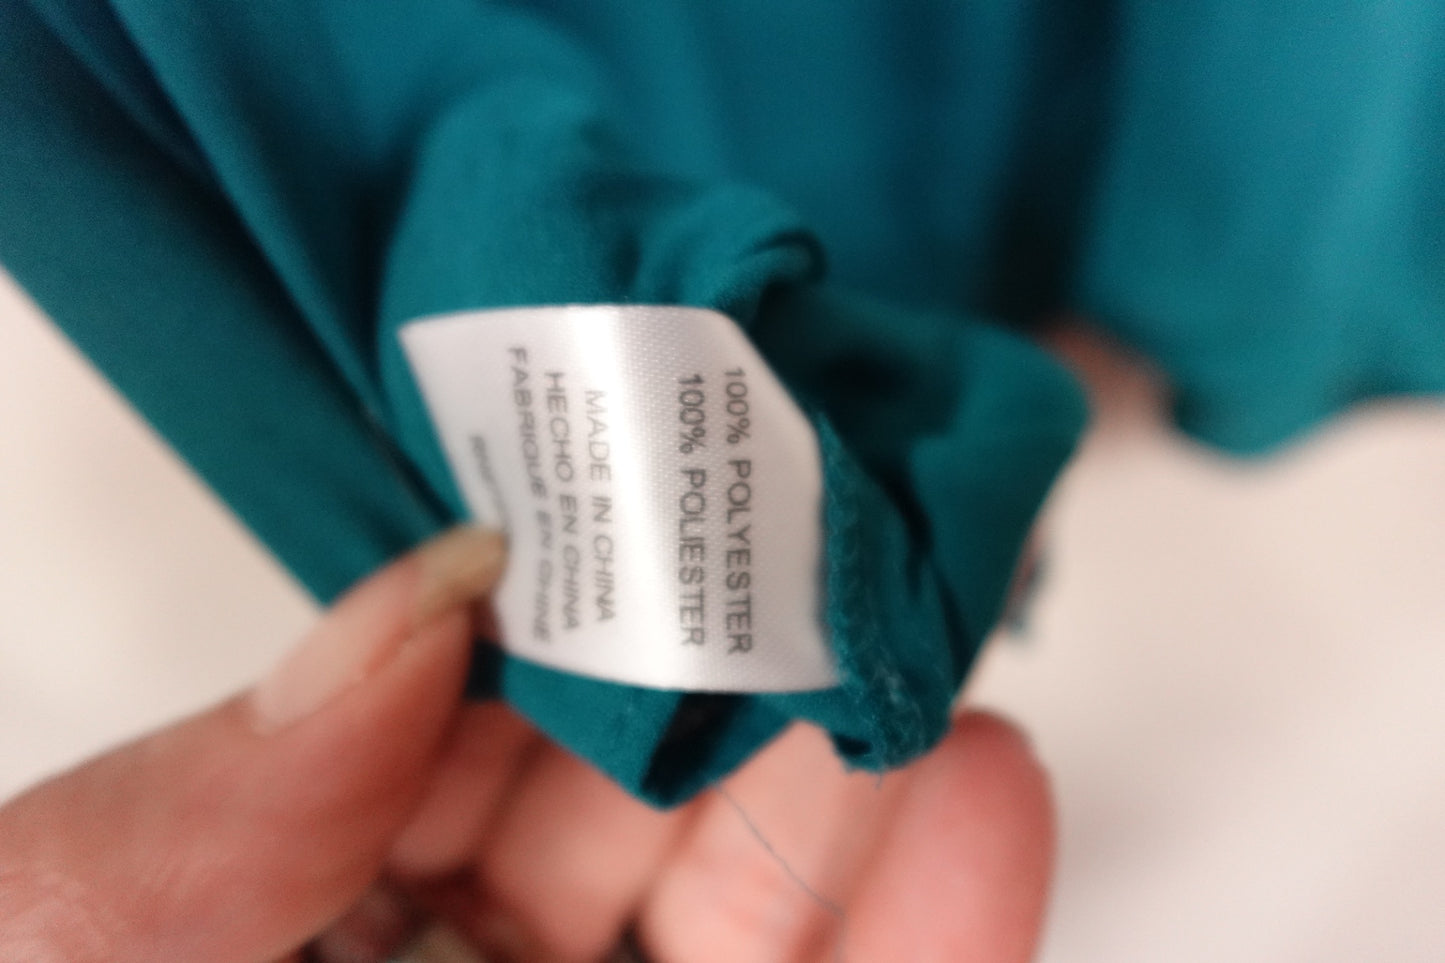 100% POLYESTER
100% POLIESTER
MADE IN CHINA
HECHO EN CHINA
FABRIQUE EN CHINE